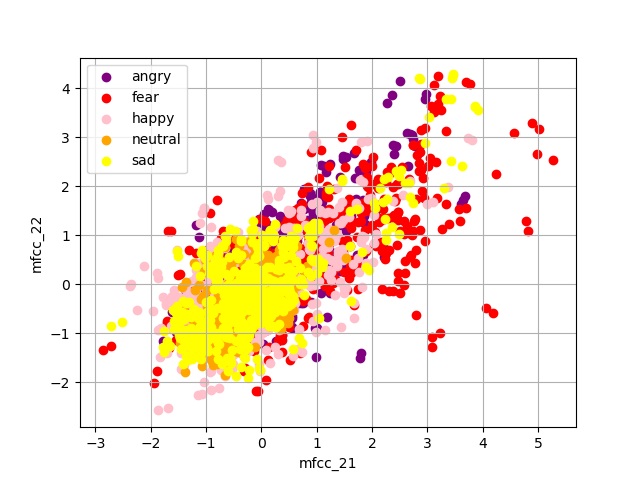 angry
fear
happy
neutral
sad
4
3
2
1
0
−1
−2
mfcc_22
−3 −2 −1 0 1 2 3 4 5
mfcc_21